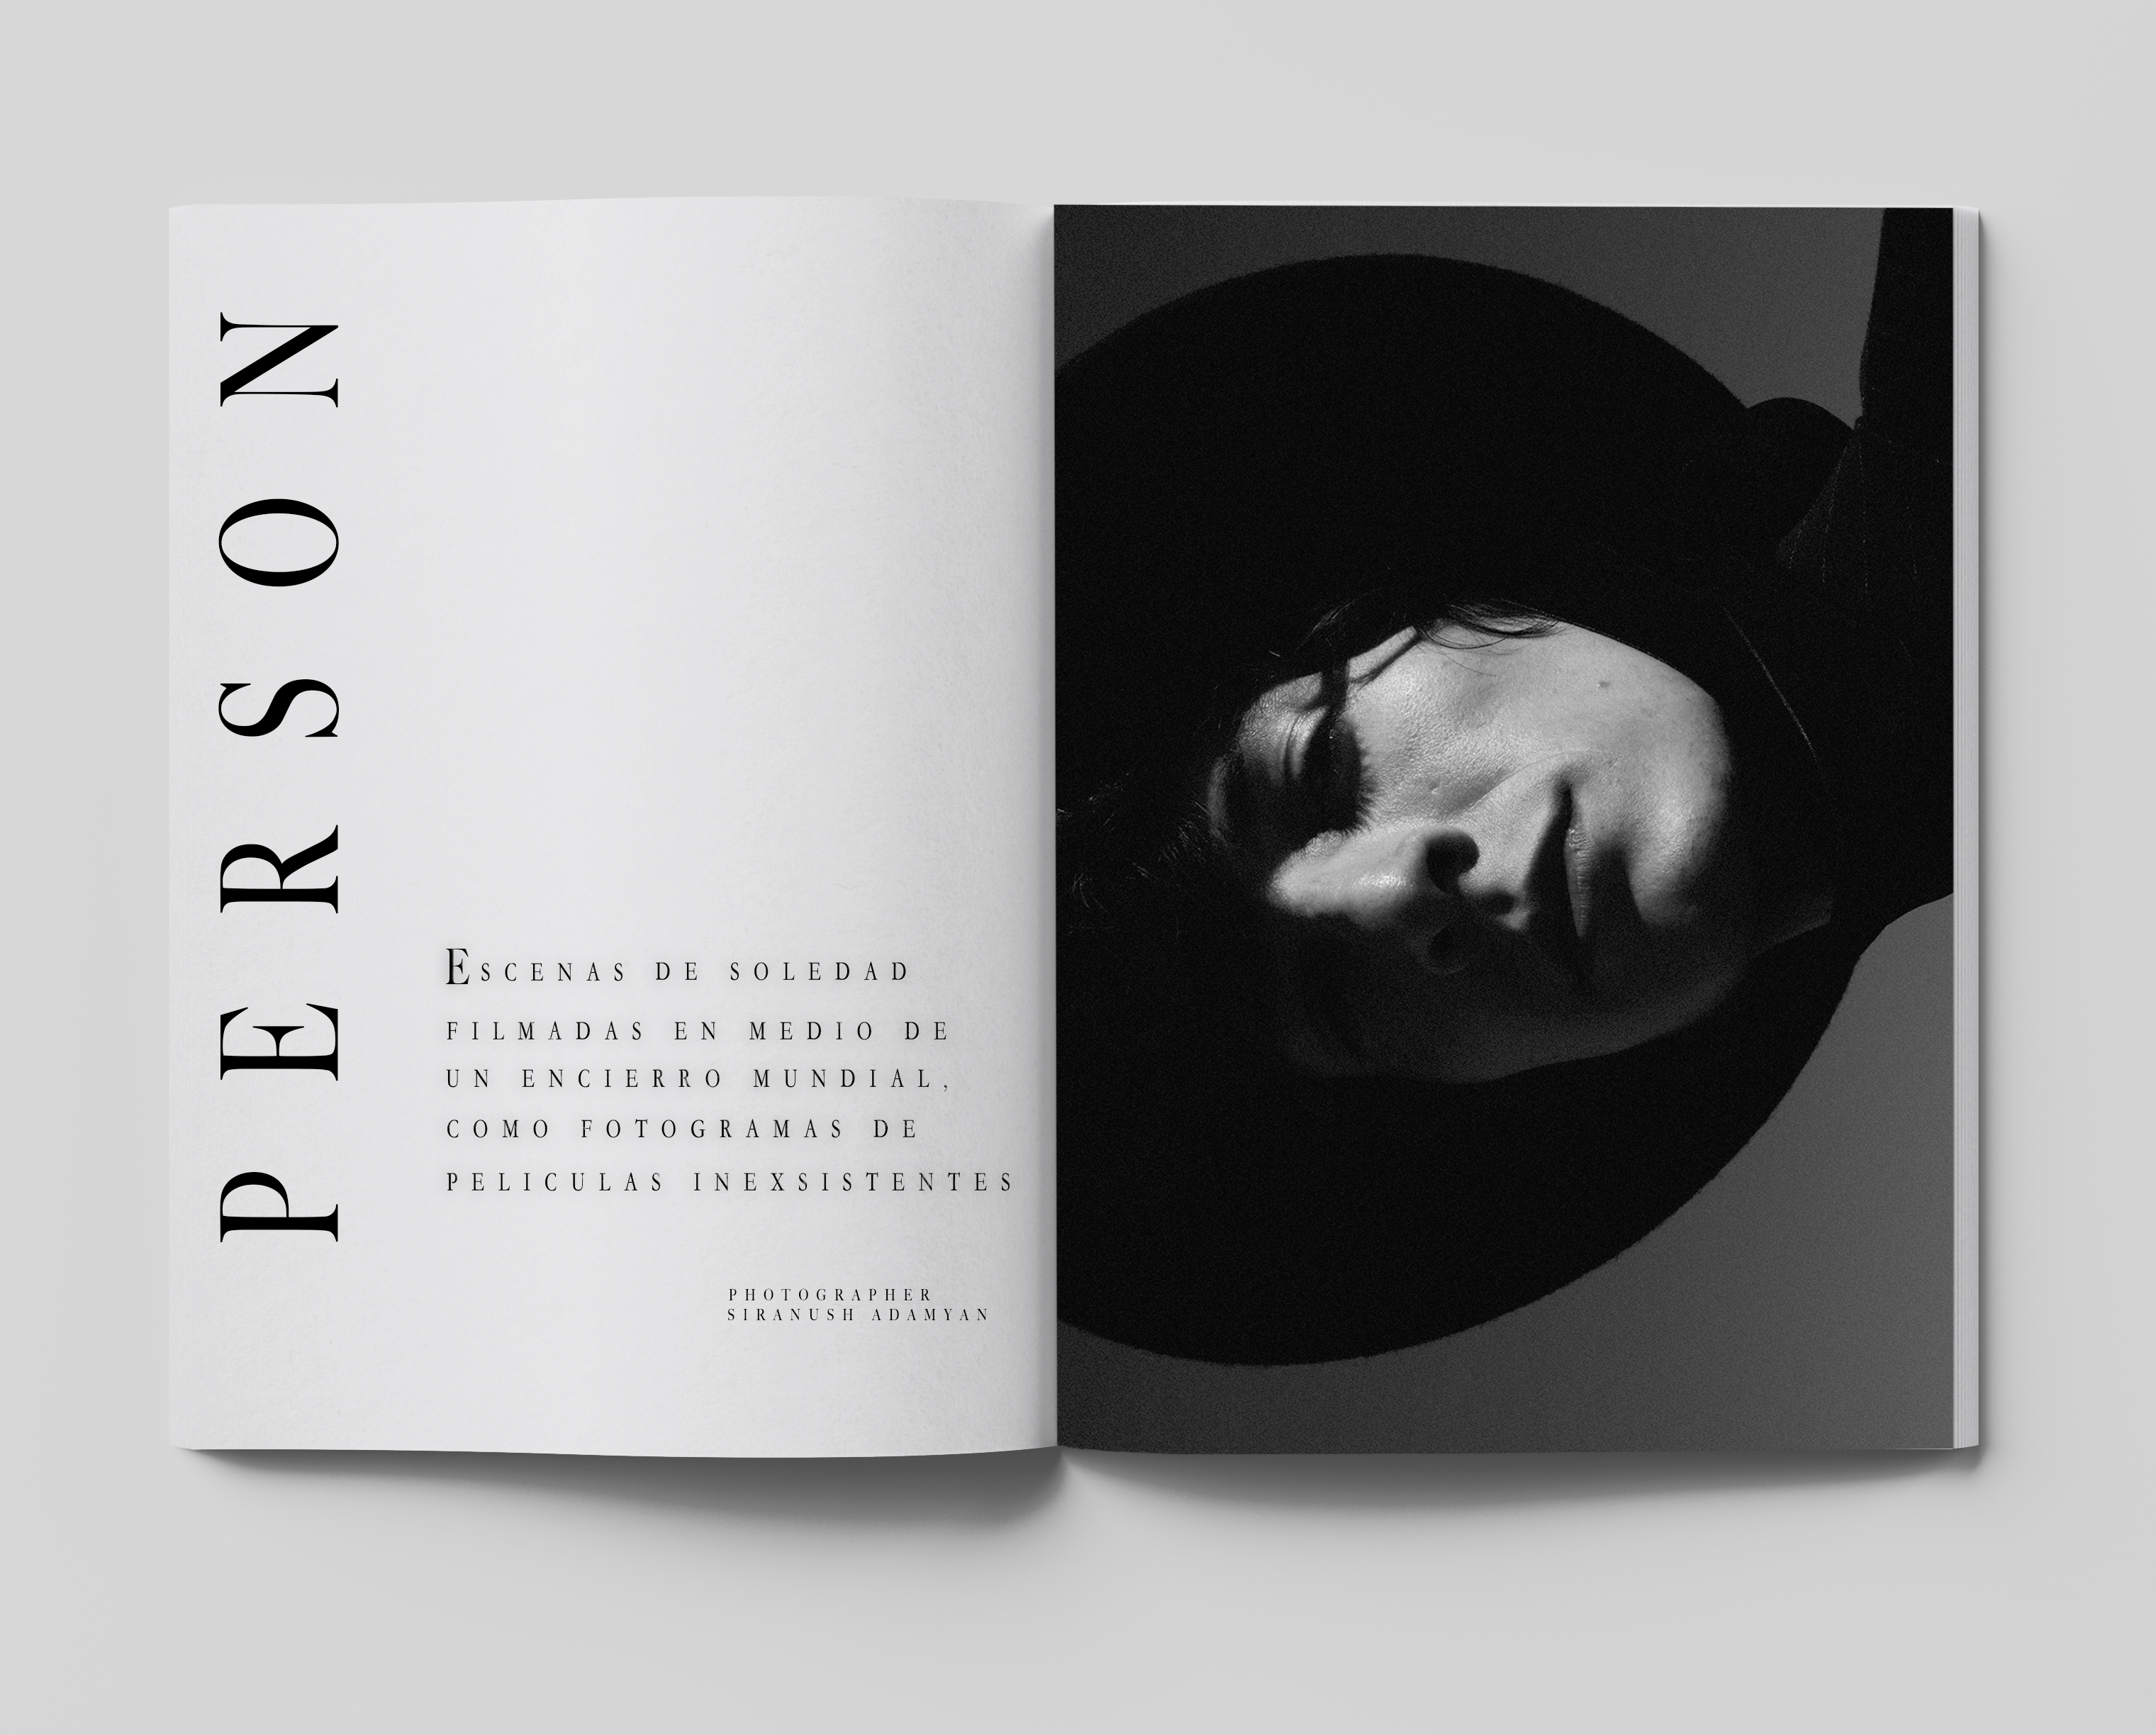 PERSON
ESCENAS DE SOLEDAD
FILMADAS EN MEDIO DE
UN ENCIERRO MUNDIAL,
COMO FOTOGRAMAS DE
PELICULAS INEXSISTENTES
PHOTOGRAPHER
SIRANUSH ADAMYAN